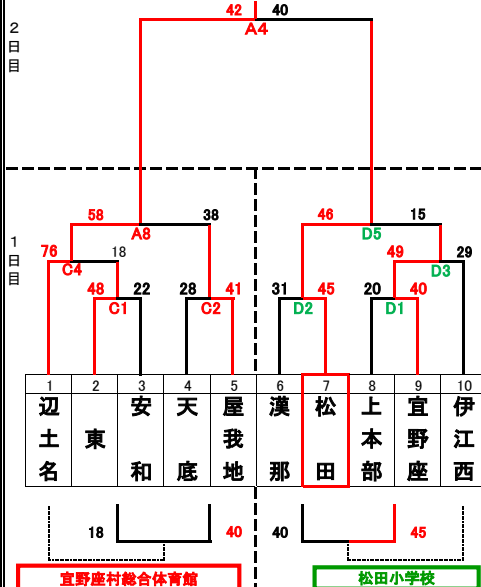 42 40
A4
2日目
58 38
A8
46 15
D5
1日目
76 18
C4
49 29
D3
48 22
C1
28 41
C2
31 45
D2
20 40
D1
1 2 3 4 5 6 7 8 9 10
辺土名
東
安和
天底
屋我地
漢那
松田
上本部
宜野座
伊江西
18 40
40 45
宜野座村総合体育館
松田小学校